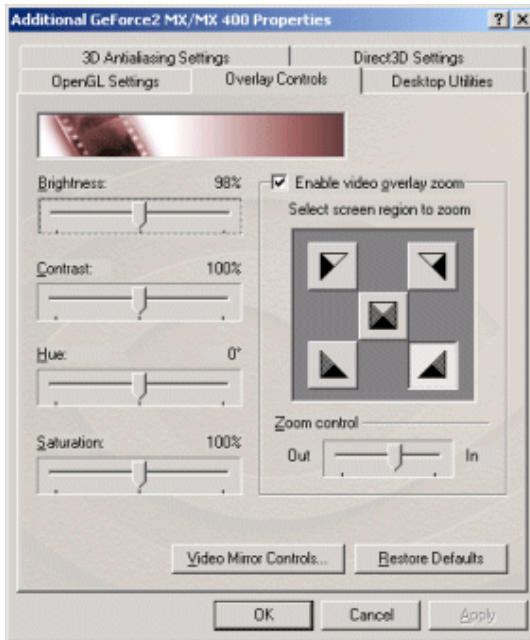 Additional GeForce2 MX/MX 400 Properties
3D Antialiasing Settings
Direct3D Settings
OpenGL Settings
Overlay Controls
Desktop Utilities
Brightness: 98%
Enable video overlay zoom
Select screen region to zoom
Contrast: 100%
Hue: 0°
Zoom control
Saturation: 100%
Out
In
Video Mirror Controls...
Restore Defaults
OK
Cancel
Apply